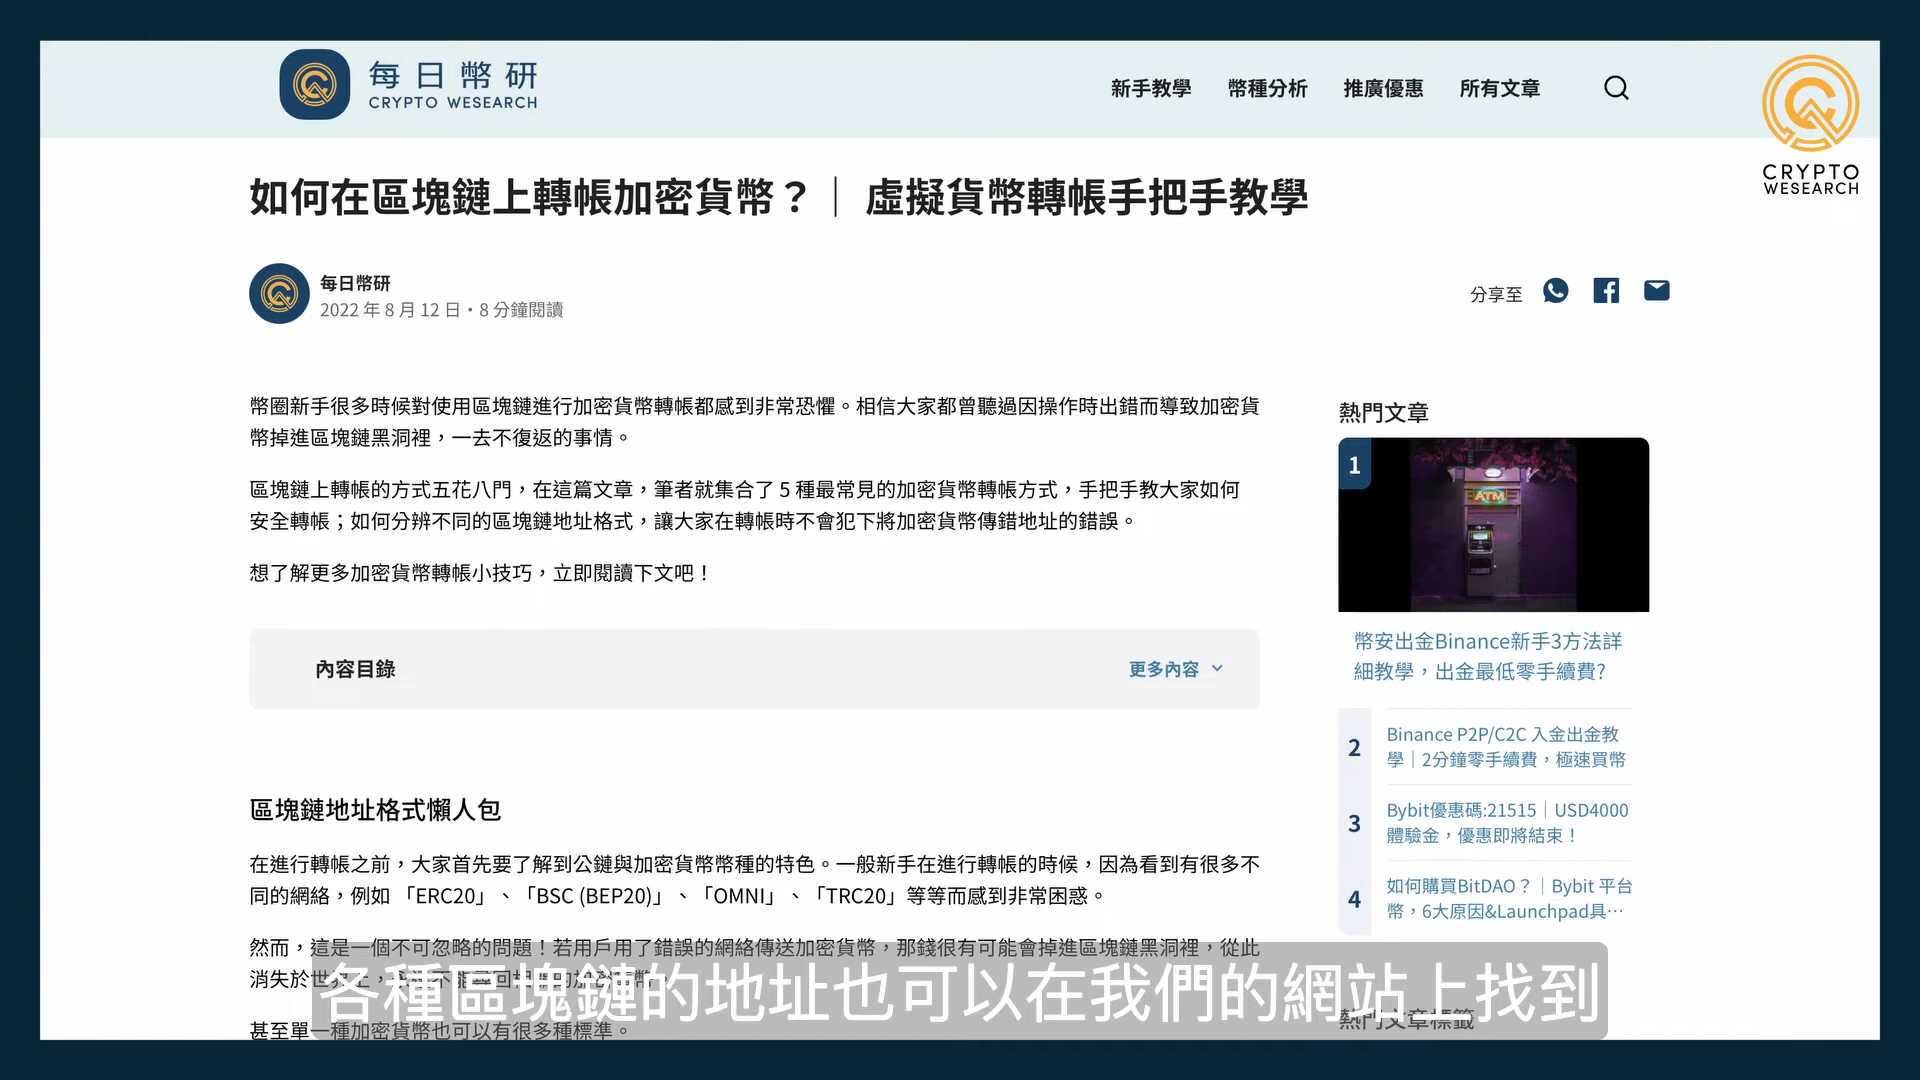 每日幣研
CRYPTO WESEARCH
新手教學
幣種分析
推廣優惠
所有文章
CRYPTO
WESEARCH
如何在區塊鏈上轉帳加密貨幣？｜ 虛擬貨幣轉帳手把手教學
每日幣研
2022 年 8 月 12 日・8 分鐘閱讀
分享至
幣圈新手很多時候對使用區塊鏈進行加密貨幣轉帳都感到非常恐懼。相信大家都曾聽過因操作時出錯而導致加密貨
幣掉進區塊鏈黑洞裡，一去不復返的事情。
區塊鏈上轉帳的方式五花八門，在這篇文章，筆者就集合了 5 種最常見的加密貨幣轉帳方式，手把手教大家如何
安全轉帳；如何分辨不同的區塊鏈地址格式，讓大家在轉帳時不會犯下將加密貨幣傳錯地址的錯誤。
想了解更多加密貨幣轉帳小技巧，立即閱讀下文吧！
內容目錄
更多內容
區塊鏈地址格式懶人包
在進行轉帳之前，大家首先要了解到公鏈與加密貨幣幣種的特色。一般新手在進行轉帳的時候，因為看到有很多不
同的網絡，例如 「ERC20」、「BSC (BEP20)」、「OMNI」、「TRC20」等等而感到非常困惑。
然而，這是一個不可忽略的問題！若用戶用了錯誤的網絡傳送加密貨幣，那錢很有可能會掉進區塊鏈黑洞裡，從此
消失於世
甚至單一種加密貨幣也可以有很多種標準。
熱門文章
1
ATM
幣安出金Binance新手3方法詳
細教學，出金最低零手續費?
2
Binance P2P/C2C 入金出金教
學｜2分鐘零手續費，極速買幣
3
Bybit優惠碼:21515｜USD4000
體驗金，優惠即將結束！
4
如何購買BitDAO？｜Bybit 平台
幣，6大原因&Launchpad具…
熱門文章標籤
各種區塊鏈的地址也可以在我們的網站上找到